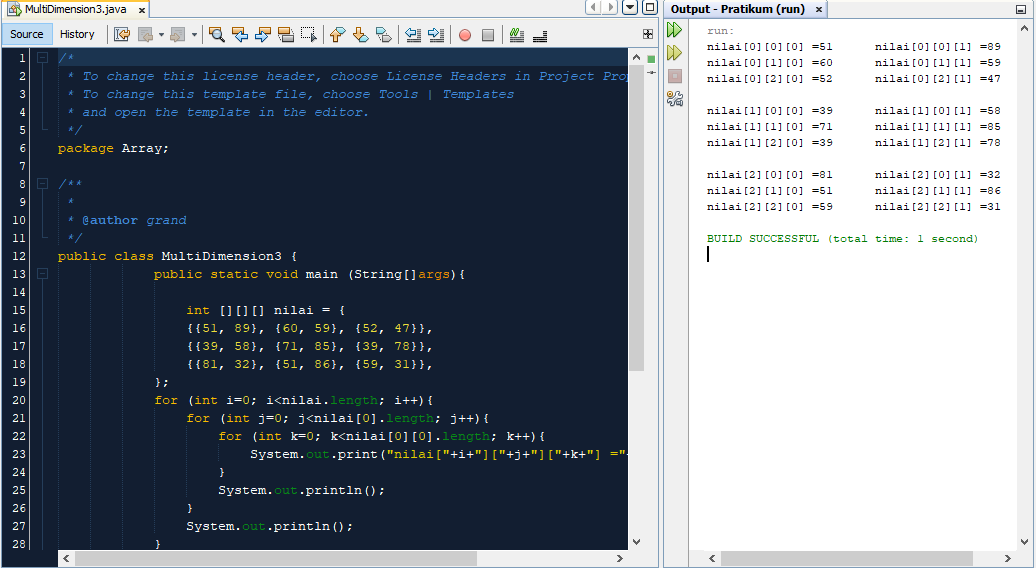 MultiDimension3.java ×
Source History
1 /*
2 * To change this license header, choose License Headers in Project Prop
3 * To change this template file, choose Tools | Templates
4 * and open the template in the editor.
5 */
6 package Array;
7
8 /**
9 *
10 * @author grand
11 */
12 public class MultiDimension3 {
13 public static void main (String[]args){
14
15 int [][][] nilai = {
16 {{51, 89}, {60, 59}, {52, 47}},
17 {{39, 58}, {71, 85}, {39, 78}},
18 {{81, 32}, {51, 86}, {59, 31}},
19 };
20 for (int i=0; i<nilai.length; i++){
21 for (int j=0; j<nilai[0].length; j++){
22 for (int k=0; k<nilai[0][0].length; k++){
23 System.out.print("nilai["+i+"]["+j+"]["+k+"] ="+
24 }
25 System.out.println();
26 }
27 System.out.println();
28 }
Output - Pratikum (run) ×
run:
nilai[0][0][0] =51 nilai[0][0][1] =89
nilai[0][1][0] =60 nilai[0][1][1] =59
nilai[0][2][0] =52 nilai[0][2][1] =47
nilai[1][0][0] =39 nilai[1][0][1] =58
nilai[1][1][0] =71 nilai[1][1][1] =85
nilai[1][2][0] =39 nilai[1][2][1] =78
nilai[2][0][0] =81 nilai[2][0][1] =32
nilai[2][1][0] =51 nilai[2][1][1] =86
nilai[2][2][0] =59 nilai[2][2][1] =31
BUILD SUCCESSFUL (total time: 1 second)